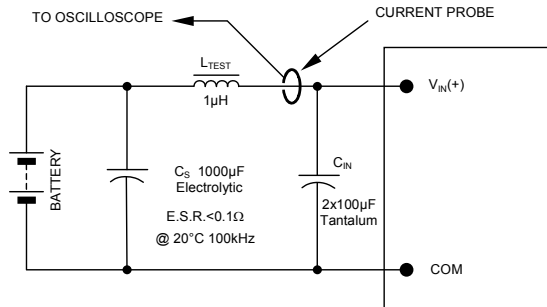 TO OSCILLOSCOPE
CURRENT PROBE
LTEST
1µH
VIN(+)
BATTERY
CS 1000µF
Electrolytic
E.S.R.<0.1Ω
@ 20°C 100kHz
CIN
2x100µF
Tantalum
COM